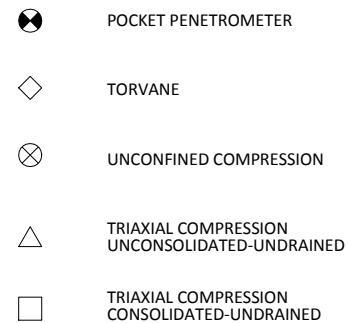 POCKET PENETROMETER
TORVANE
UNCONFINED COMPRESSION
TRIAXIAL COMPRESSION
UNCONSOLIDATED-UNDRAINED
TRIAXIAL COMPRESSION
CONSOLIDATED-UNDRAINED